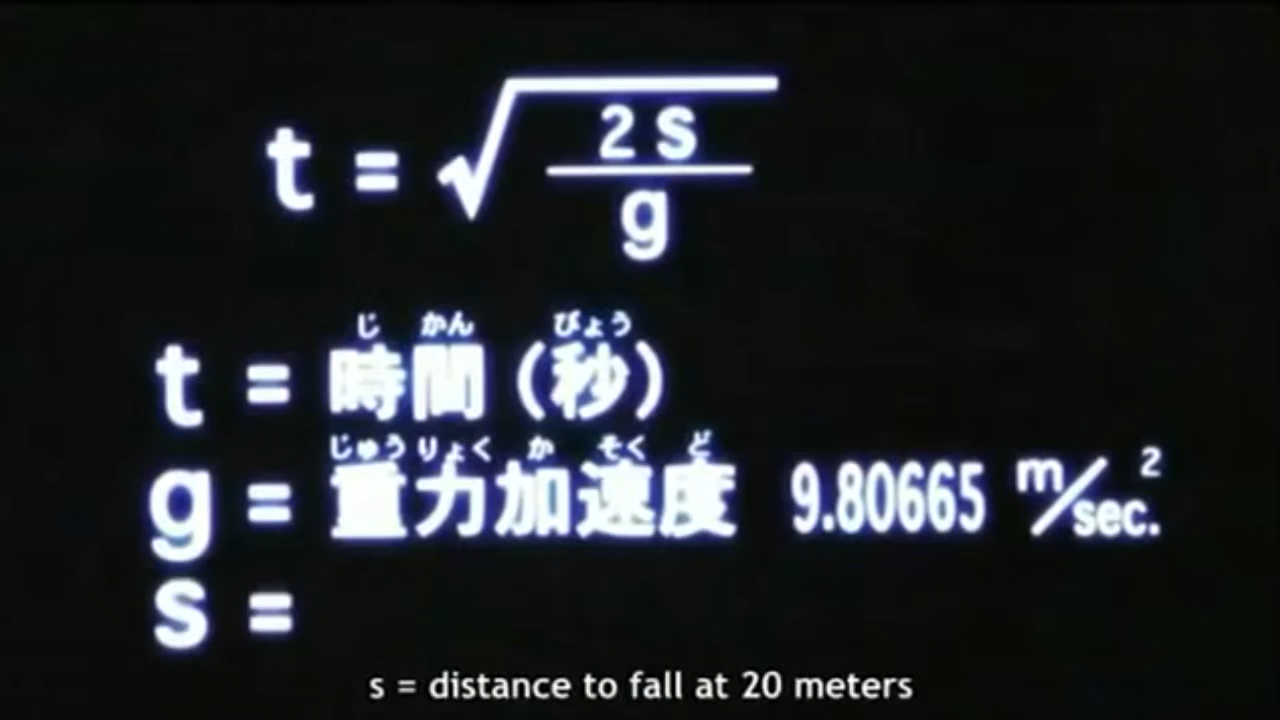 t = √(2s/g)
じ かん びょう
t = 時間 (秒)
じゅう りょく か そく ど
g = 重力加速度 9.80665 m/sec.²
s =
s = distance to fall at 20 meters